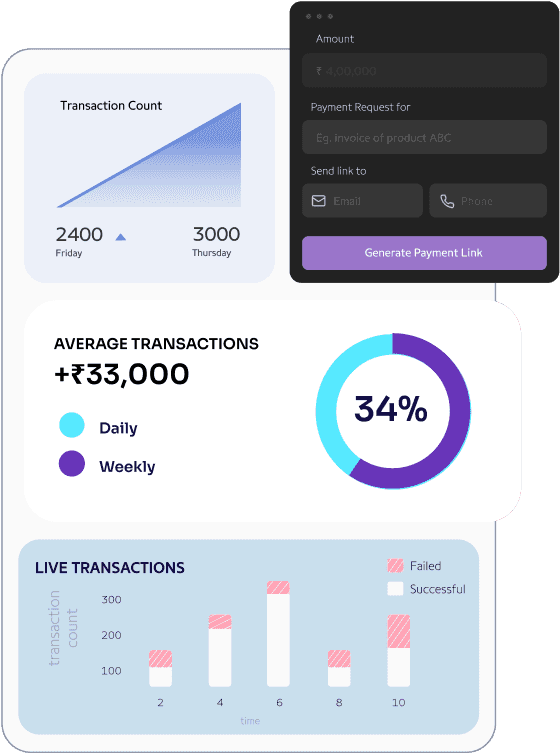 Amount
₹ 4,00,000
Payment Request for
Eg. invoice of product ABC
Send link to
Email
Phone
Generate Payment Link
Transaction Count
2400
3000
Friday
Thursday
AVERAGE TRANSACTIONS
+₹33,000
Daily
Weekly
34%
LIVE TRANSACTIONS
Failed
Successful
transaction
count
300
200
100
2 4 6 8 10
time